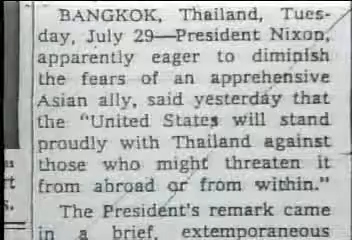 BANGKOK, Thailand, Tues-
day, July 29—President Nixon,
apparently eager to diminish
the fears of an apprehensive
Asian ally, said yesterday that
the "United States will stand
proudly with Thailand against
those who might threaten it
from abroad or from within."
The President's remark came
in a brief, extemporaneous